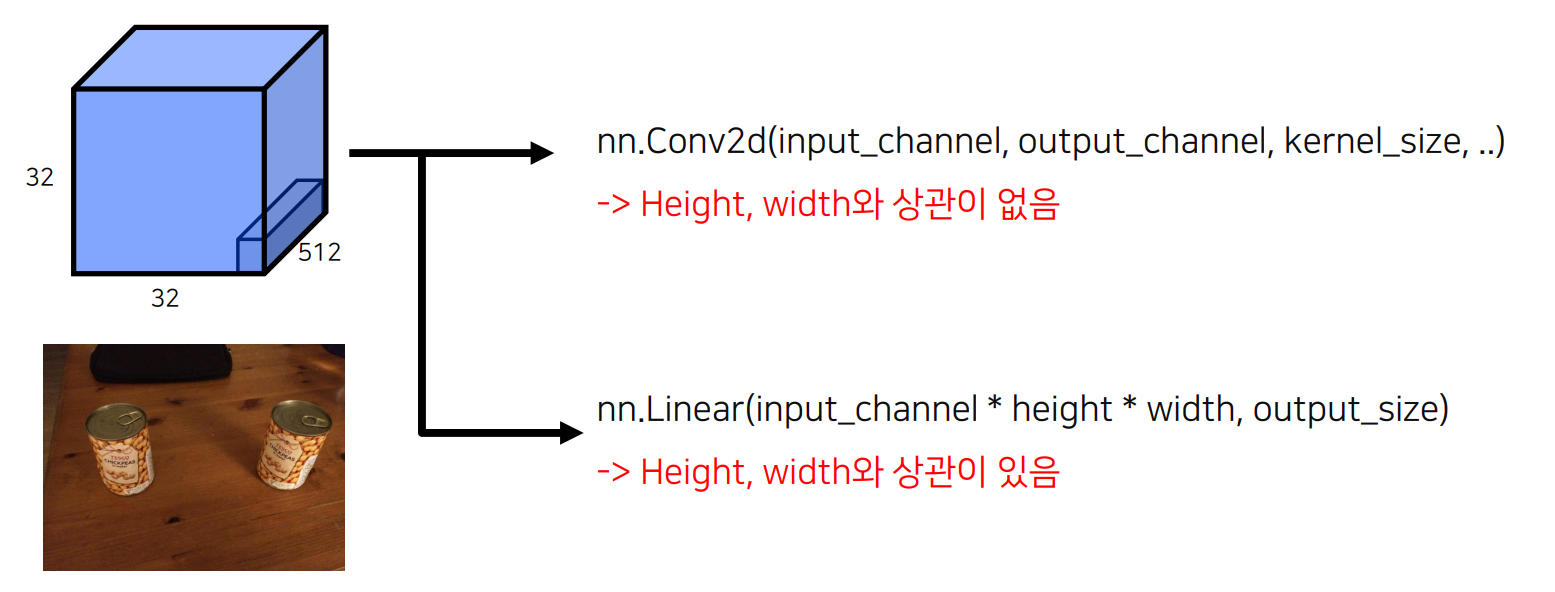 32
512
32
nn.Conv2d(input_channel, output_channel, kernel_size, ..)
-> Height, width와 상관이 없음
nn.Linear(input_channel * height * width, output_size)
-> Height, width와 상관이 있음
TESCO
CHICKPEAS
TESCO
CHICKPEAS